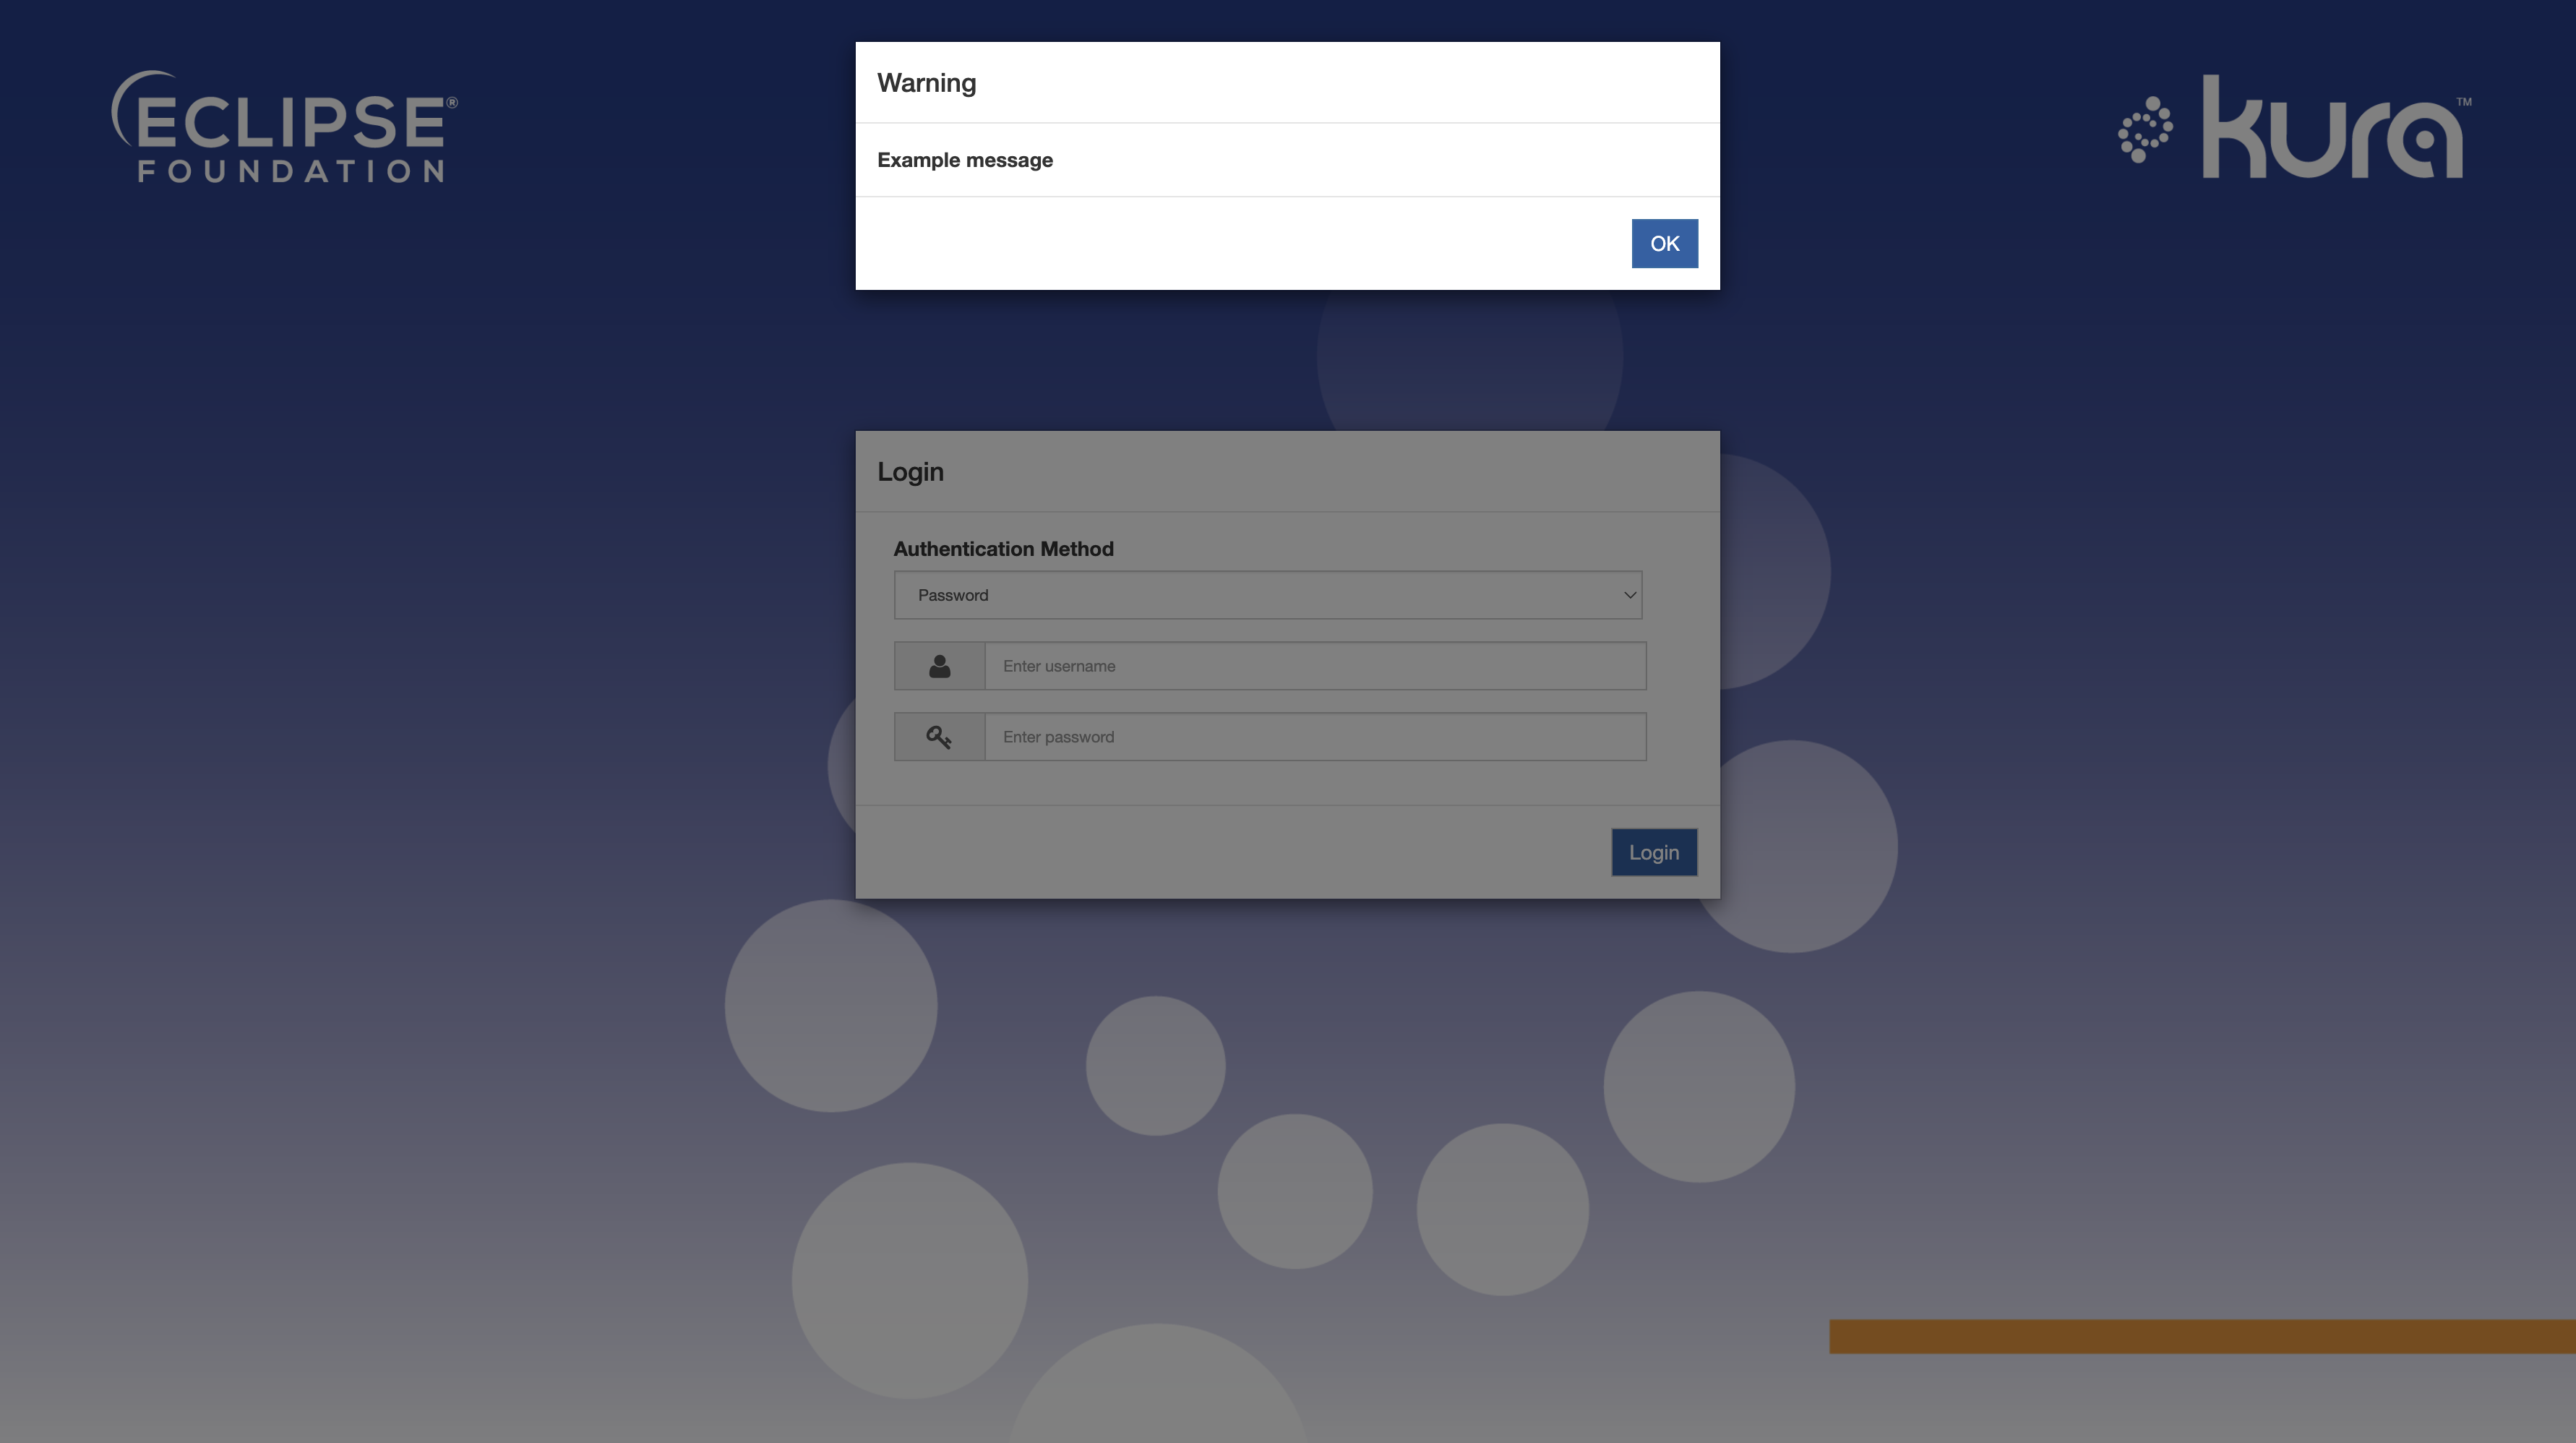 ECLIPSE®
FOUNDATION
kura™
Warning
Example message
OK
Login
Authentication Method
Password
Enter username
Enter password
Login